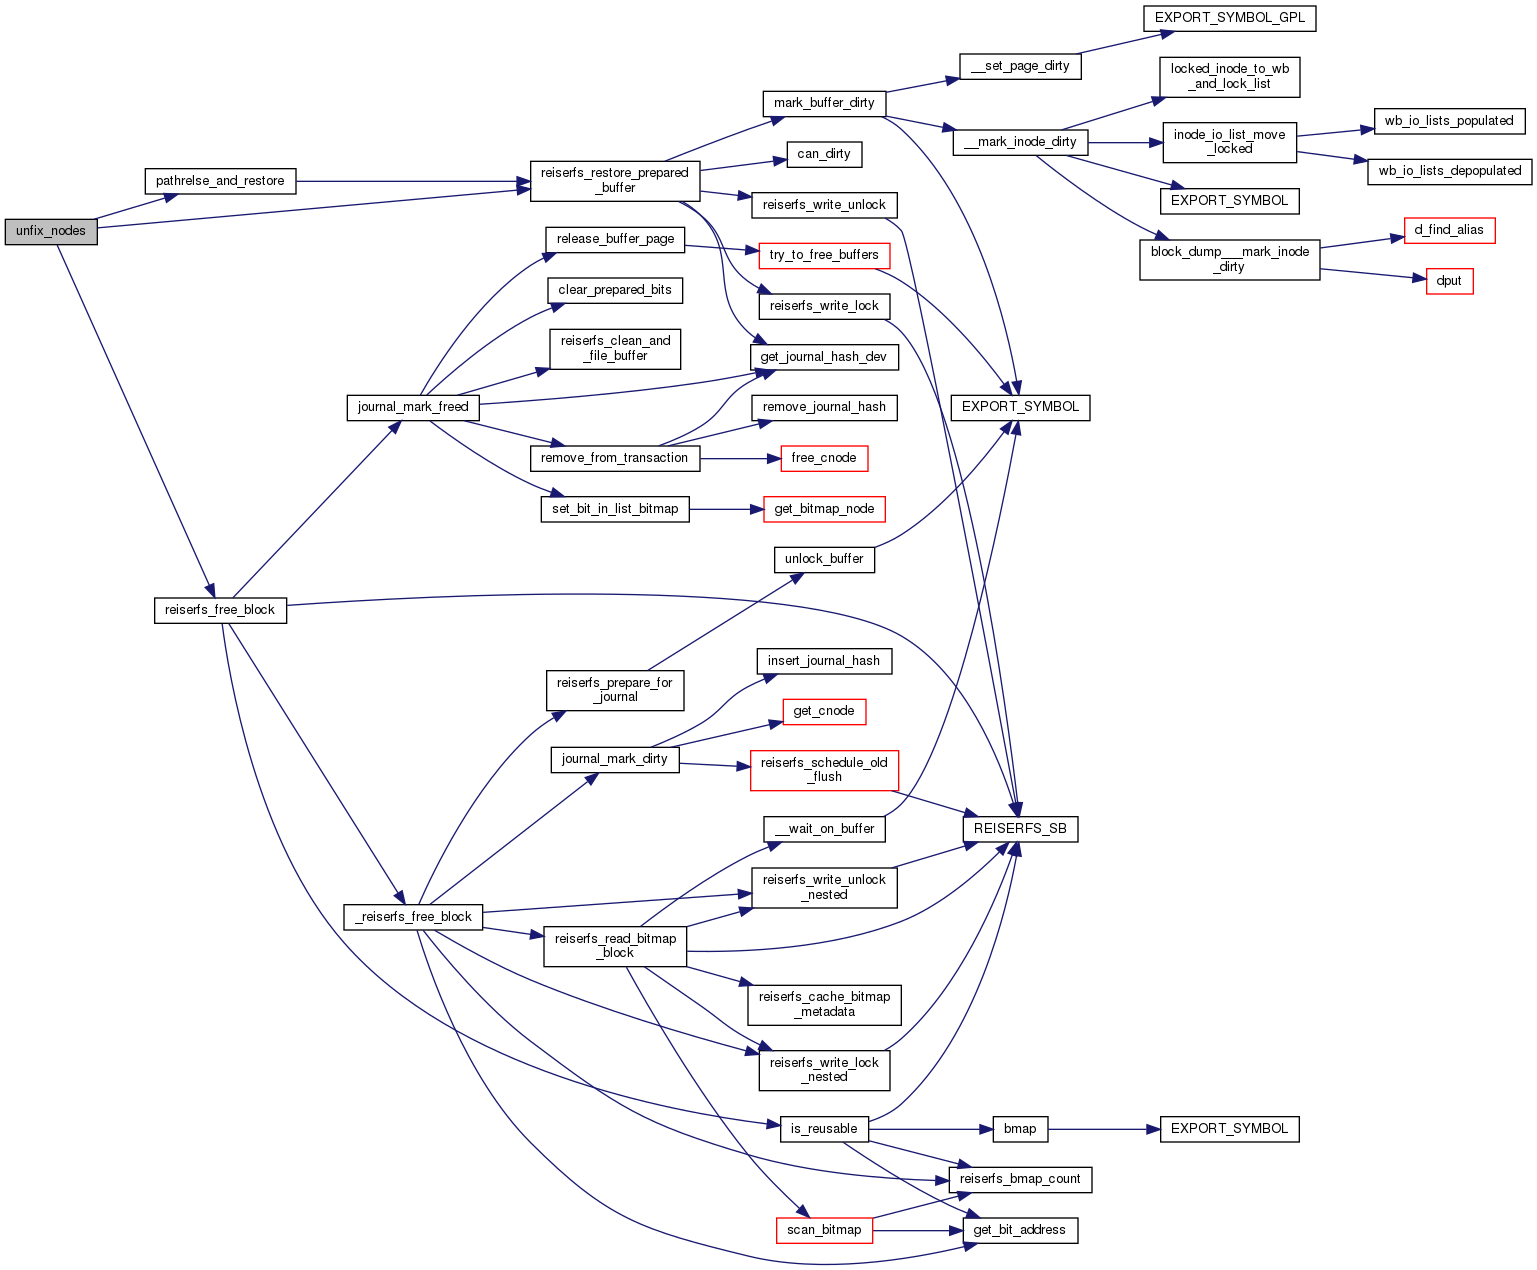 EXPORT_SYMBOL_GPL
__set_page_dirty
locked_inode_to_wb
_and_lock_list
mark_buffer_dirty
wb_io_lists_populated
__mark_inode_dirty
inode_io_list_move
_locked
can_dirty
wb_io_lists_depopulated
pathrelse_and_restore
reiserfs_restore_prepared
_buffer
EXPORT_SYMBOL
reiserfs_write_unlock
unfix_nodes
d_find_alias
release_buffer_page
block_dump___mark_inode
_dirty
try_to_free_buffers
dput
clear_prepared_bits
reiserfs_write_lock
reiserfs_clean_and
_file_buffer
get_journal_hash_dev
journal_mark_freed
remove_journal_hash
EXPORT_SYMBOL
remove_from_transaction
free_cnode
set_bit_in_list_bitmap
get_bitmap_node
unlock_buffer
reiserfs_free_block
insert_journal_hash
reiserfs_prepare_for
_journal
get_cnode
journal_mark_dirty
reiserfs_schedule_old
_flush
__wait_on_buffer
REISERFS_SB
reiserfs_write_unlock
_nested
_reiserfs_free_block
reiserfs_read_bitmap
_block
reiserfs_cache_bitmap
_metadata
reiserfs_write_lock
_nested
is_reusable
bmap
EXPORT_SYMBOL
reiserfs_bmap_count
scan_bitmap
get_bit_address